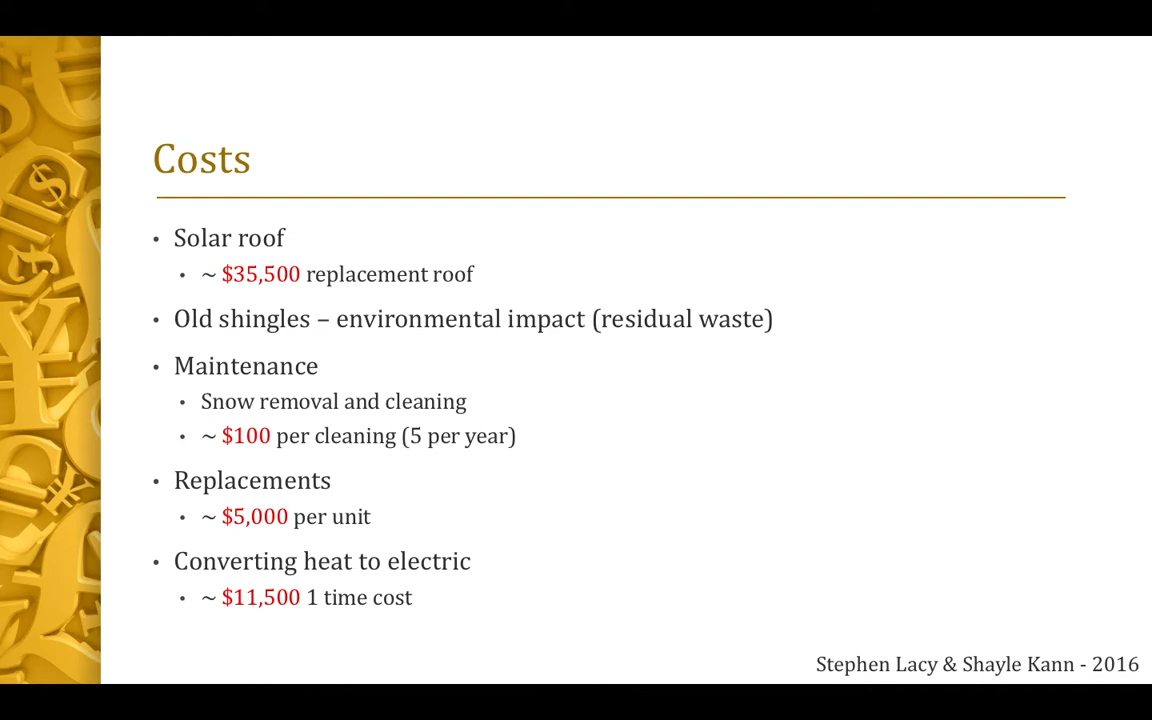 Costs
• Solar roof
• ~ $35,500 replacement roof
• Old shingles – environmental impact (residual waste)
• Maintenance
• Snow removal and cleaning
• ~ $100 per cleaning (5 per year)
• Replacements
• ~ $5,000 per unit
• Converting heat to electric
• ~ $11,500 1 time cost
Stephen Lacy & Shayle Kann - 2016